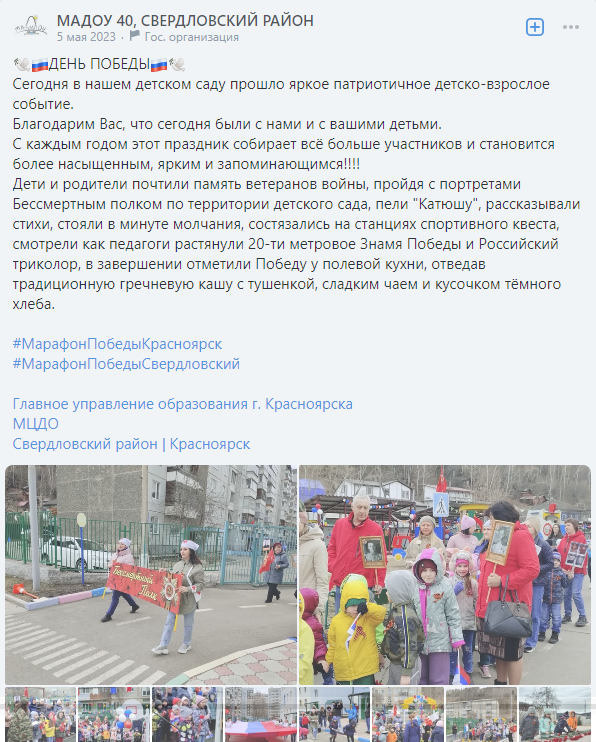 МАДОУ 40, СВЕРДЛОВСКИЙ РАЙОН
5 мая 2023 · Гос. организация
🕊️🇷🇺ДЕНЬ ПОБЕДЫ🇷🇺🕊️
Сегодня в нашем детском саду прошло яркое патриотичное детско-взрослое
событие.
Благодарим Вас, что сегодня были с нами и с вашими детьми.
С каждым годом этот праздник собирает всё больше участников и становится
более насыщенным, ярким и запоминающимся!!!!
Дети и родители почтили память ветеранов войны, пройдя с портретами
Бессмертным полком по территории детского сада, пели "Катюшу", рассказывали
стихи, стояли в минуте молчания, состязались на станциях спортивного квеста,
смотрели как педагоги растянули 20-ти метровое Знамя Победы и Российский
триколор, в завершении отметили Победу у полевой кухни, отведав
традиционную гречневую кашу с тушенкой, сладким чаем и кусочком тёмного
хлеба.
#МарафонПобедыКрасноярск
#МарафонПобедыСвердловский
Главное управление образования г. Красноярска
МЦДО
Свердловский район | Красноярск
Бессмертный
Полк